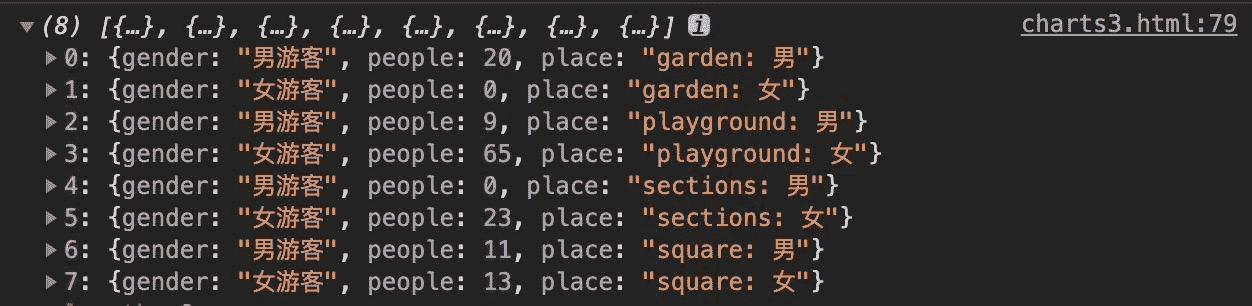 (8) [{…}, {…}, {…}, {…}, {…}, {…}, {…}, {…}] i charts3.html:79
0: {gender: "男游客", people: 20, place: "garden: 男"}
1: {gender: "女游客", people: 0, place: "garden: 女"}
2: {gender: "男游客", people: 9, place: "playground: 男"}
3: {gender: "女游客", people: 65, place: "playground: 女"}
4: {gender: "男游客", people: 0, place: "sections: 男"}
5: {gender: "女游客", people: 23, place: "sections: 女"}
6: {gender: "男游客", people: 11, place: "square: 男"}
7: {gender: "女游客", people: 13, place: "square: 女"}